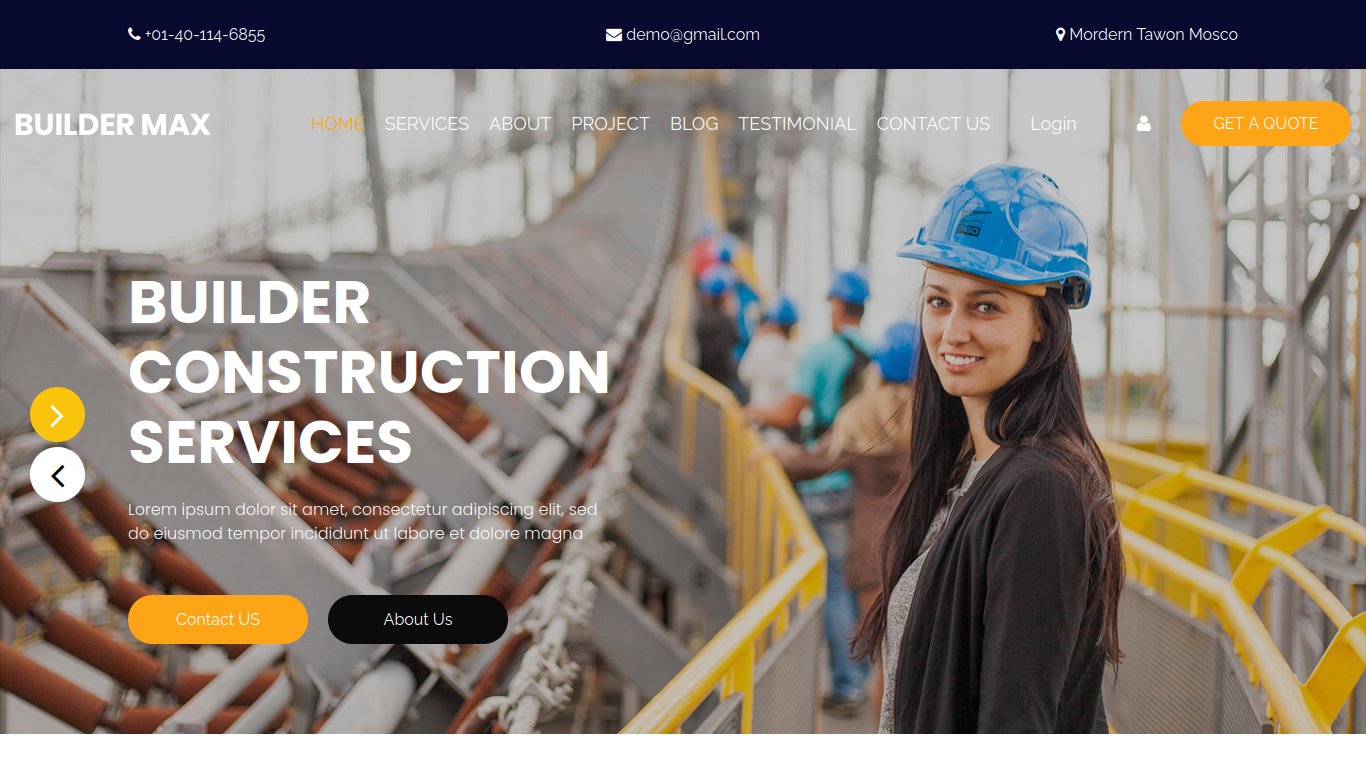 +01-40-114-6855 demo@gmail.com Mordern Tawon Mosco
BUILDER MAX HOME SERVICES ABOUT PROJECT BLOG TESTIMONIAL CONTACT US Login GET A QUOTE
BUILDER
CONSTRUCTION
SERVICES
Lorem ipsum dolor sit amet, consectetur adipiscing elit, sed
do eiusmod tempor incididunt ut labore et dolore magna
Contact US About Us